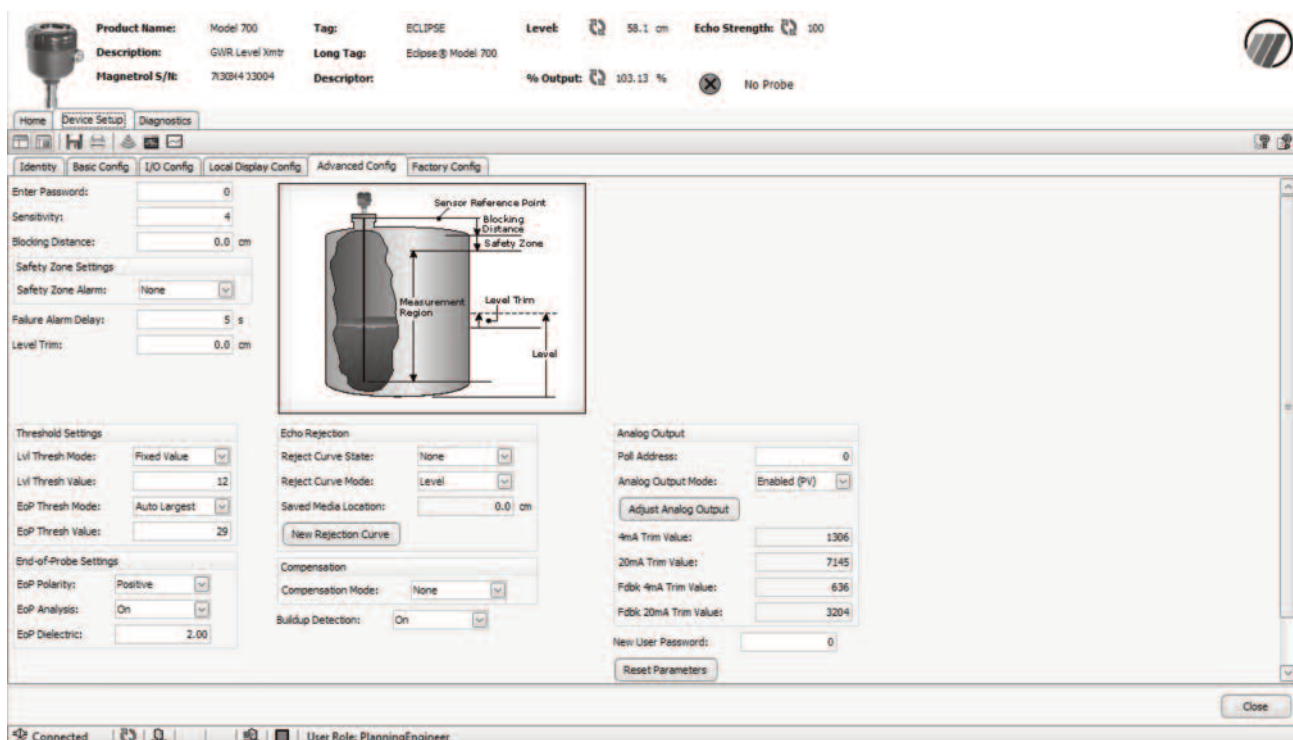 Product Name: Model 700 Tag: ECLIPSE Level: 58.1 cm Echo Strength: 100
Description: GWR Level Xmtr Long Tag: Eclipse® Model 700
Magnetrol S/N: Descriptor: % Output: 103.13 % No Probe
Home Device Setup Diagnostics
Identity Basic Config I/O Config Local Display Config Advanced Config Factory Config
Enter Password: 0
Sensitivity: 4
Blocking Distance: 0.0 cm
Safety Zone Settings
Safety Zone Alarm: None
Failure Alarm Delay: 5 s
Level Trim: 0.0 cm
Sensor Reference Point
Blocking
Distance
Safety Zone
Measurement
Region
Level Trim
Level
Threshold Settings
Lvl Thresh Mode: Fixed Value
Lvl Thresh Value: 12
EoP Thresh Mode: Auto Largest
EoP Thresh Value: 29
End-of-Probe Settings
EoP Polarity: Positive
EoP Analysis: On
EoP Dielectric: 2.00
Echo Rejection
Reject Curve State: None
Reject Curve Mode: Level
Saved Media Location: 0.0 cm
New Rejection Curve
Compensation
Compensation Mode: None
Buildup Detection: On
Analog Output
Poll Address: 0
Analog Output Mode: Enabled (PV)
Adjust Analog Output
4mA Trim Value: 1306
20mA Trim Value: 7145
Fdbk 4mA Trim Value: 636
Fdbk 20mA Trim Value: 3204
New User Password: 0
Reset Parameters
Close
Connected User Role: PlanningEngineer